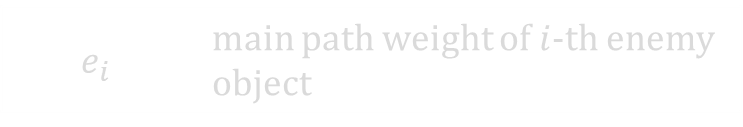 main path weight of i-th enemy
e_i
object